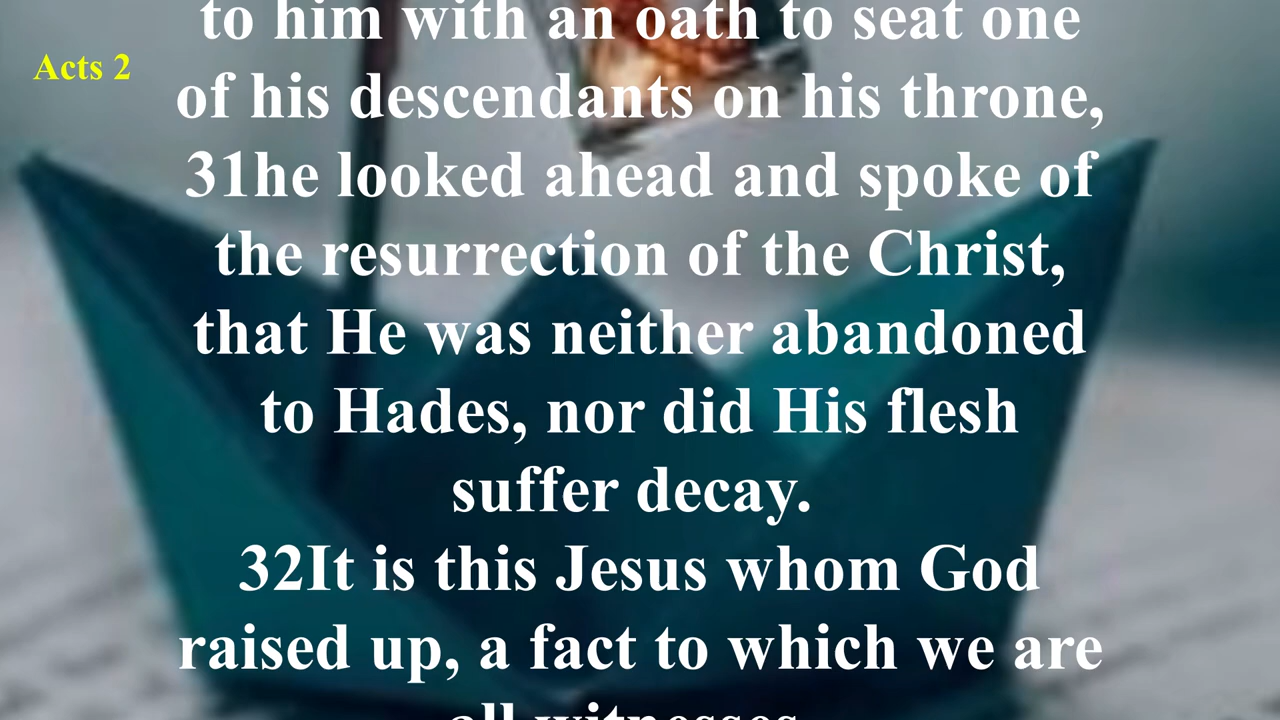 to him with an oath to seat one
Acts 2
of his descendants on his throne,
31he looked ahead and spoke of
the resurrection of the Christ,
that He was neither abandoned
to Hades, nor did His flesh
suffer decay.
32It is this Jesus whom God
raised up, a fact to which we are
all witnesses.